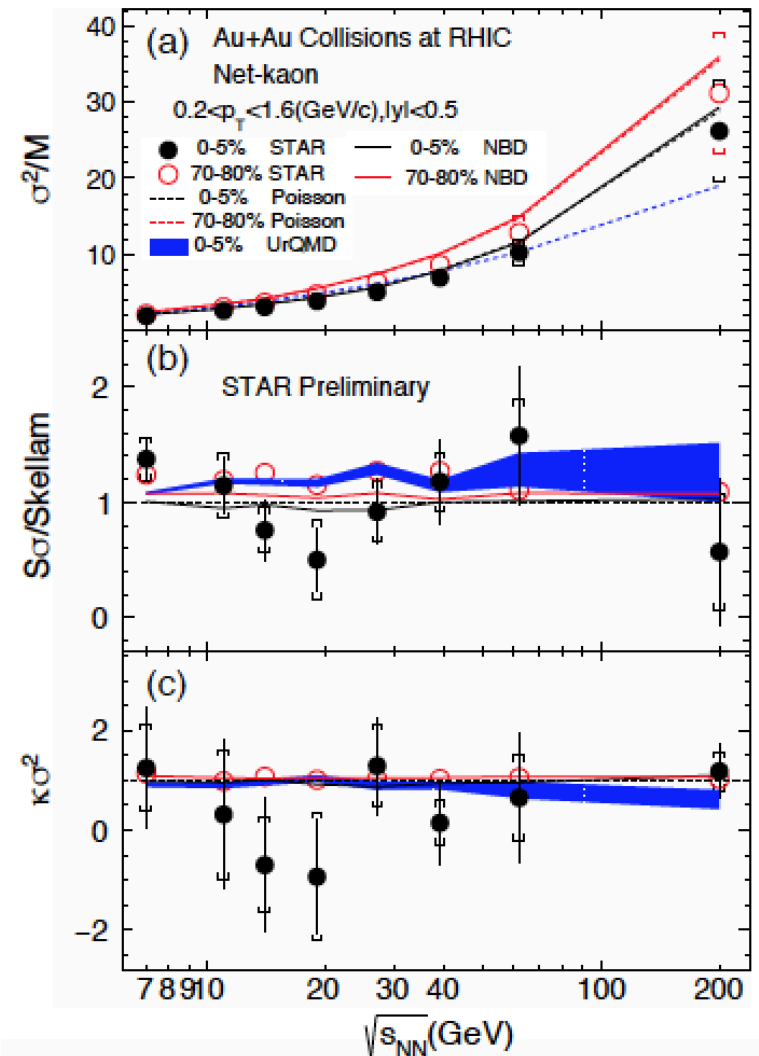 (a) Au+Au Collisions at RHIC
Net-kaon
0.2<p_T<1.6(GeV/c),|y|<0.5
0-5% STAR
0-5% NBD
70-80% STAR
70-80% NBD
0-5% Poisson
70-80% Poisson
0-5% UrQMD
σ²/M
40
30
20
10
(b)
STAR Preliminary
Sσ/Skellam
2
1
0
(c)
κσ²
2
0
-2
7 8 9 10 20 30 40 100 200
√s_NN(GeV)